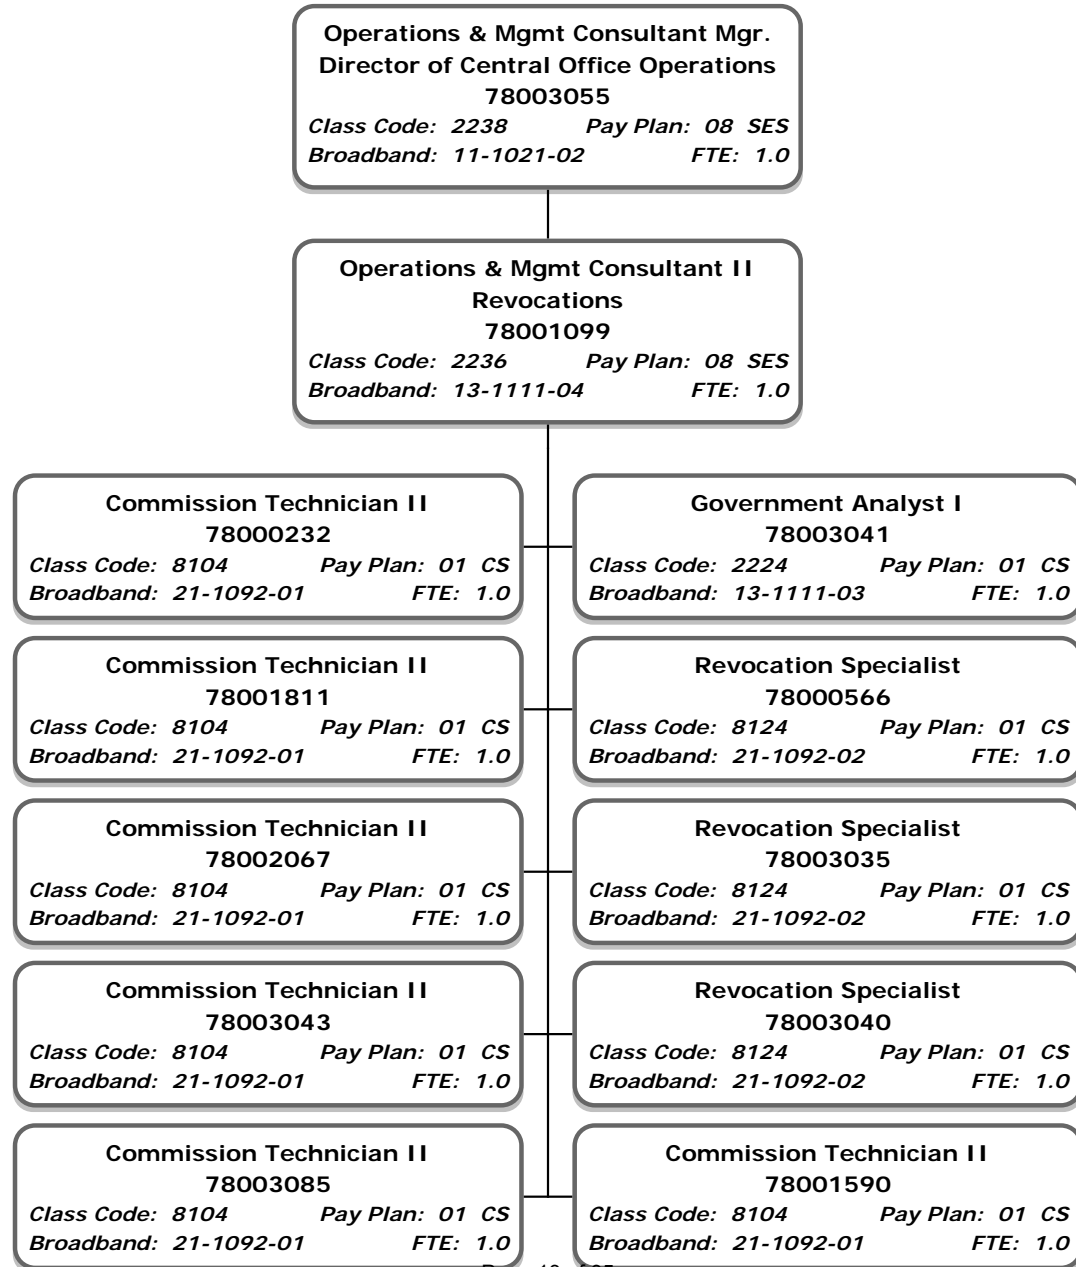 Operations & Mgmt Consultant Mgr.
Director of Central Office Operations
78003055
Class Code: 2238 Pay Plan: 08 SES
Broadband: 11-1021-02 FTE: 1.0
Operations & Mgmt Consultant II
Revocations
78001099
Class Code: 2236 Pay Plan: 08 SES
Broadband: 13-1111-04 FTE: 1.0
Commission Technician II
78000232
Class Code: 8104 Pay Plan: 01 CS
Broadband: 21-1092-01 FTE: 1.0
Government Analyst I
78003041
Class Code: 2224 Pay Plan: 01 CS
Broadband: 13-1111-03 FTE: 1.0
Commission Technician II
78001811
Class Code: 8104 Pay Plan: 01 CS
Broadband: 21-1092-01 FTE: 1.0
Revocation Specialist
78000566
Class Code: 8124 Pay Plan: 01 CS
Broadband: 21-1092-02 FTE: 1.0
Commission Technician II
78002067
Class Code: 8104 Pay Plan: 01 CS
Broadband: 21-1092-01 FTE: 1.0
Revocation Specialist
78003035
Class Code: 8124 Pay Plan: 01 CS
Broadband: 21-1092-02 FTE: 1.0
Commission Technician II
78003043
Class Code: 8104 Pay Plan: 01 CS
Broadband: 21-1092-01 FTE: 1.0
Revocation Specialist
78003040
Class Code: 8124 Pay Plan: 01 CS
Broadband: 21-1092-02 FTE: 1.0
Commission Technician II
78003085
Class Code: 8104 Pay Plan: 01 CS
Broadband: 21-1092-01 FTE: 1.0
Commission Technician II
78001590
Class Code: 8104 Pay Plan: 01 CS
Broadband: 21-1092-01 FTE: 1.0